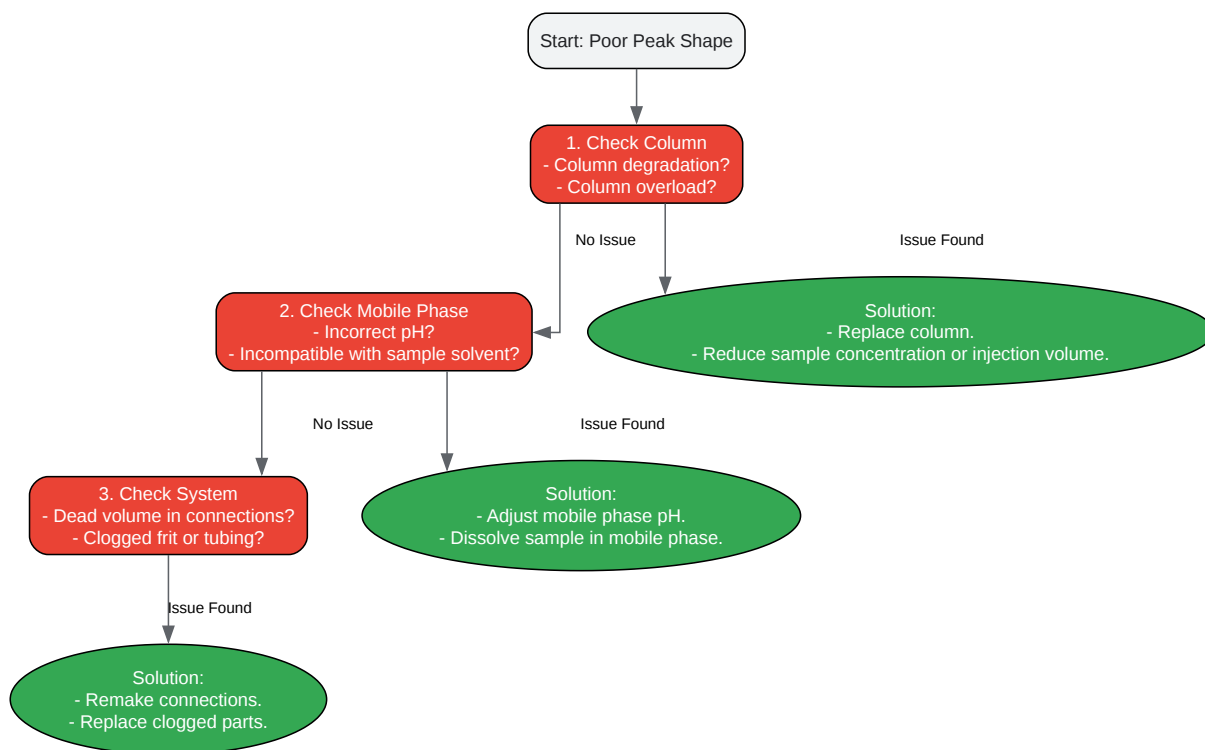 Start: Poor Peak Shape
1. Check Column
- Column degradation?
- Column overload?
No Issue
Issue Found
2. Check Mobile Phase
- Incorrect pH?
- Incompatible with sample solvent?
Solution:
- Replace column.
- Reduce sample concentration or injection volume.
No Issue
Issue Found
3. Check System
- Dead volume in connections?
- Clogged frit or tubing?
Solution:
- Adjust mobile phase pH.
- Dissolve sample in mobile phase.
Issue Found
Solution:
- Remake connections.
- Replace clogged parts.